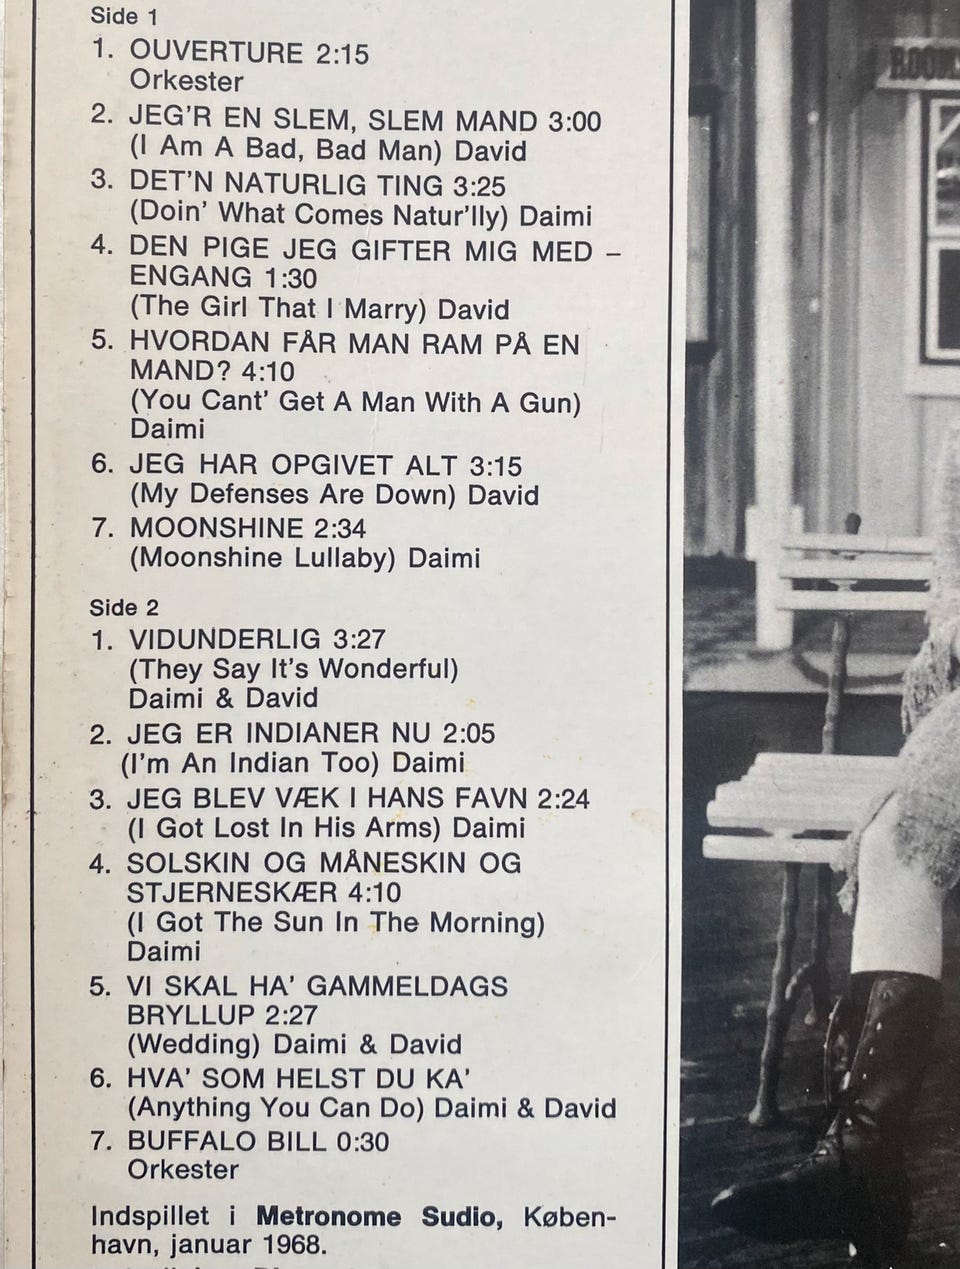 Side 1
1. OUVERTURE 2:15
Orkester
2. JEG'R EN SLEM, SLEM MAND 3:00
(I Am A Bad, Bad Man) David
3. DET'N NATURLIG TING 3:25
(Doin' What Comes Natur'lly) Daimi
4. DEN PIGE JEG GIFTER MIG MED –
ENGANG 1:30
(The Girl That I Marry) David
5. HVORDAN FÅR MAN RAM PÅ EN
MAND? 4:10
(You Cant' Get A Man With A Gun)
Daimi
6. JEG HAR OPGIVET ALT 3:15
(My Defenses Are Down) David
7. MOONSHINE 2:34
(Moonshine Lullaby) Daimi
Side 2
1. VIDUNDERLIG 3:27
(They Say It's Wonderful)
Daimi & David
2. JEG ER INDIANER NU 2:05
(I'm An Indian Too) Daimi
3. JEG BLEV VÆK I HANS FAVN 2:24
(I Got Lost In His Arms) Daimi
4. SOLSKIN OG MÅNESKIN OG
STJERNESKÆR 4:10
(I Got The Sun In The Morning)
Daimi
5. VI SKAL HA' GAMMELDAGS
BRYLLUP 2:27
(Wedding) Daimi & David
6. HVA' SOM HELST DU KA'
(Anything You Can Do) Daimi & David
7. BUFFALO BILL 0:30
Orkester
Indspillet i Metronome Sudio, Køben-
havn, januar 1968.